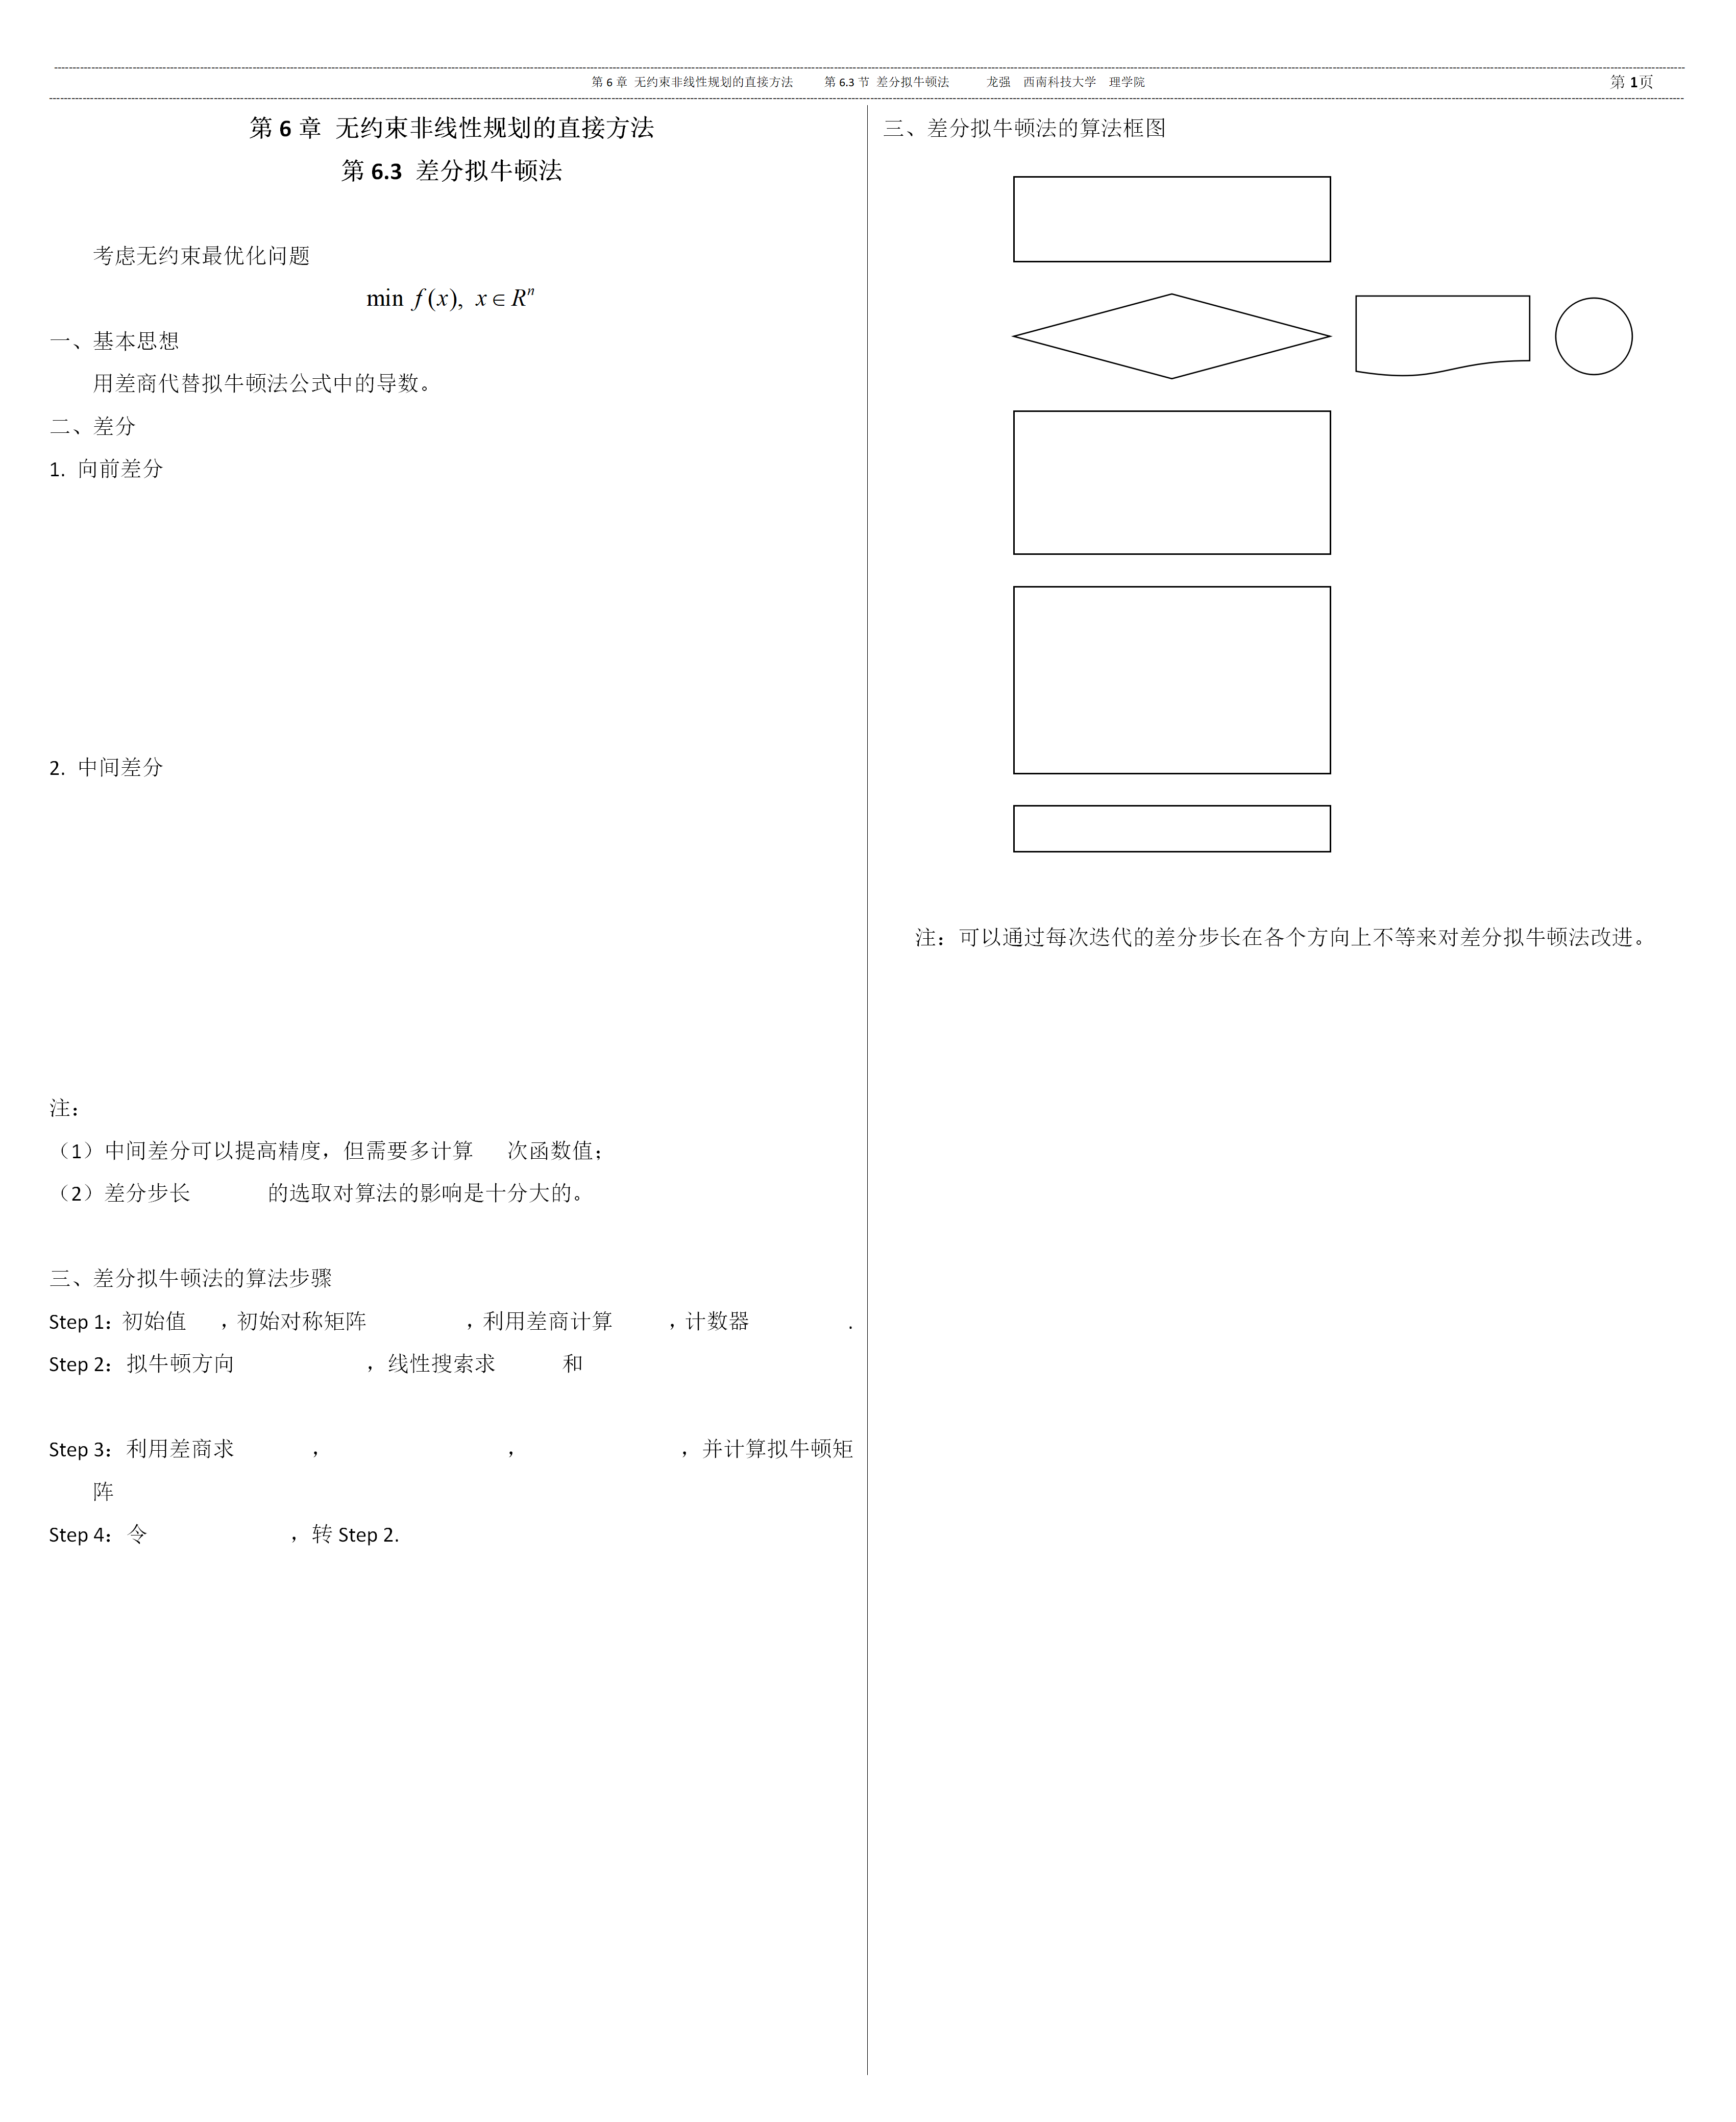 第 6 章 无约束非线性规划的直接方法 第 6.3 节 差分拟牛顿法 龙强 西南科技大学 理学院 第 1页
第 6 章 无约束非线性规划的直接方法
第 6.3 差分拟牛顿法
考虑无约束最优化问题
min f(x), x∈Rⁿ
一、基本思想
用差商代替拟牛顿法公式中的导数。
二、差分
1. 向前差分
2. 中间差分
注：
（1）中间差分可以提高精度，但需要多计算 次函数值；
（2）差分步长 的选取对算法的影响是十分大的。
三、差分拟牛顿法的算法步骤
Step 1：初始值 ，初始对称矩阵 ，利用差商计算 ，计数器 .
Step 2：拟牛顿方向 ，线性搜索求 和
Step 3：利用差商求 ， ， ，并计算拟牛顿矩
阵
Step 4：令 ，转 Step 2.
三、差分拟牛顿法的算法框图
注：可以通过每次迭代的差分步长在各个方向上不等来对差分拟牛顿法改进。